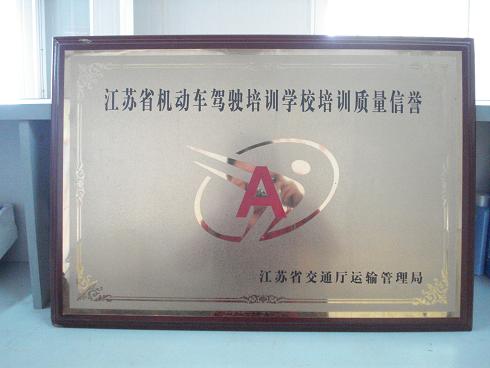 江苏省机动车驾驶培训学校培训质量信誉
A
江苏省交通厅运输管理局